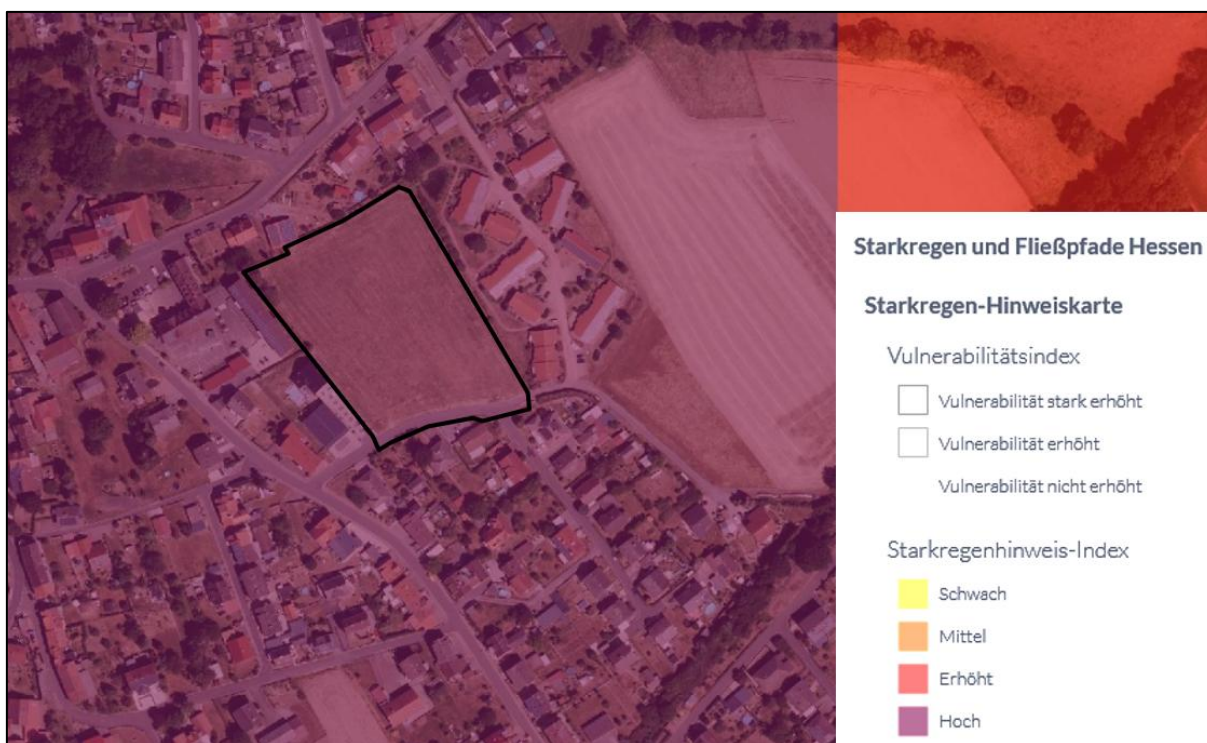 Starkregen und Fließpfade Hessen
Starkregen-Hinweiskarte
Vulnerabilitätsindex
Vulnerabilität stark erhöht
Vulnerabilität erhöht
Vulnerabilität nicht erhöht
Starkregenhinweis-Index
Schwach
Mittel
Erhöht
Hoch